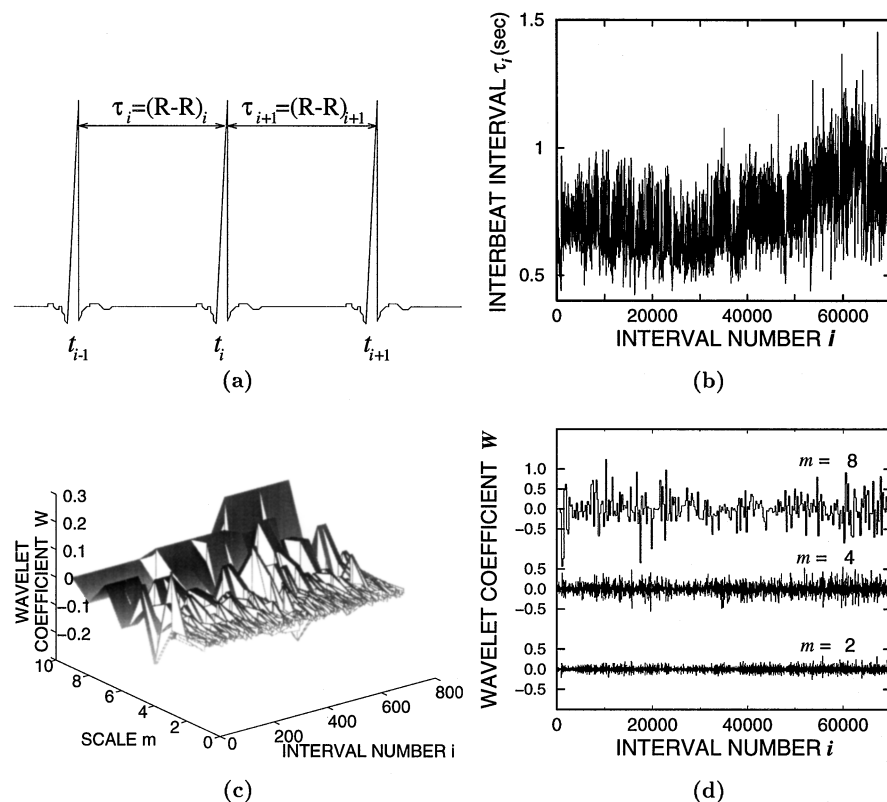 τi=(R-R)i
τi+1=(R-R)i+1
ti-1
ti
ti+1
(a)
INTERBEAT INTERVAL τi(sec)
1.5
1
0.5
0
20000
40000
60000
INTERVAL NUMBER i
(b)
WAVELET
COEFFICIENT W
0.3
0.2
0.1
0
-0.1
-0.2
10
8
6
4
2
0
SCALE m
0
200
400
600
800
INTERVAL NUMBER i
(c)
WAVELET COEFFICIENT W
m = 8
1.0
0.5
0.0
-0.5
m = 4
0.5
0.0
-0.5
m = 2
0.5
0.0
-0.5
0
20000
40000
60000
INTERVAL NUMBER i
(d)